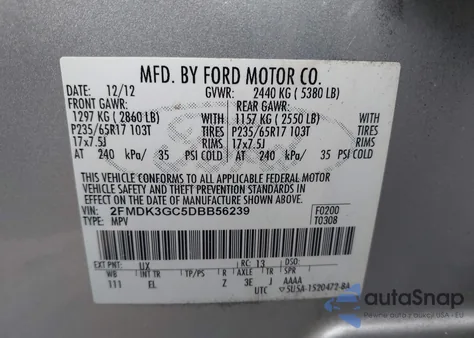 MFD. BY FORD MOTOR CO.
DATE: 12/12 GVWR: 2440 KG ( 5380 LB)
FRONT GAWR: REAR GAWR:
1297 KG ( 2860 LB) 1157 KG ( 2550 LB)
P235/65R17 103T TIRES P235/65R17 103T
17x7.5J RIMS 17x7.5J
AT 240 kPa/ 35 PSI COLD RIMS AT 240 kPa/ 35 PSI COLD
THIS VEHICLE CONFORMS TO ALL APPLICABLE FEDERAL MOTOR
VEHICLE SAFETY AND THEFT PREVENTION STANDARDS IN
EFFECT ON THE DATE OF MANUFACTURE SHOWN ABOVE.
VIN: 2FMDK3GC5DBB56239 F0200
TYPE: MPV T0308
EXT PNT: UX RC: 13 DSO:
WB INT TR TP/PS R AXLE TR SPR
111 EL Z 3E J AAAA
UTC 5USA-1520472-BA
autoSnap